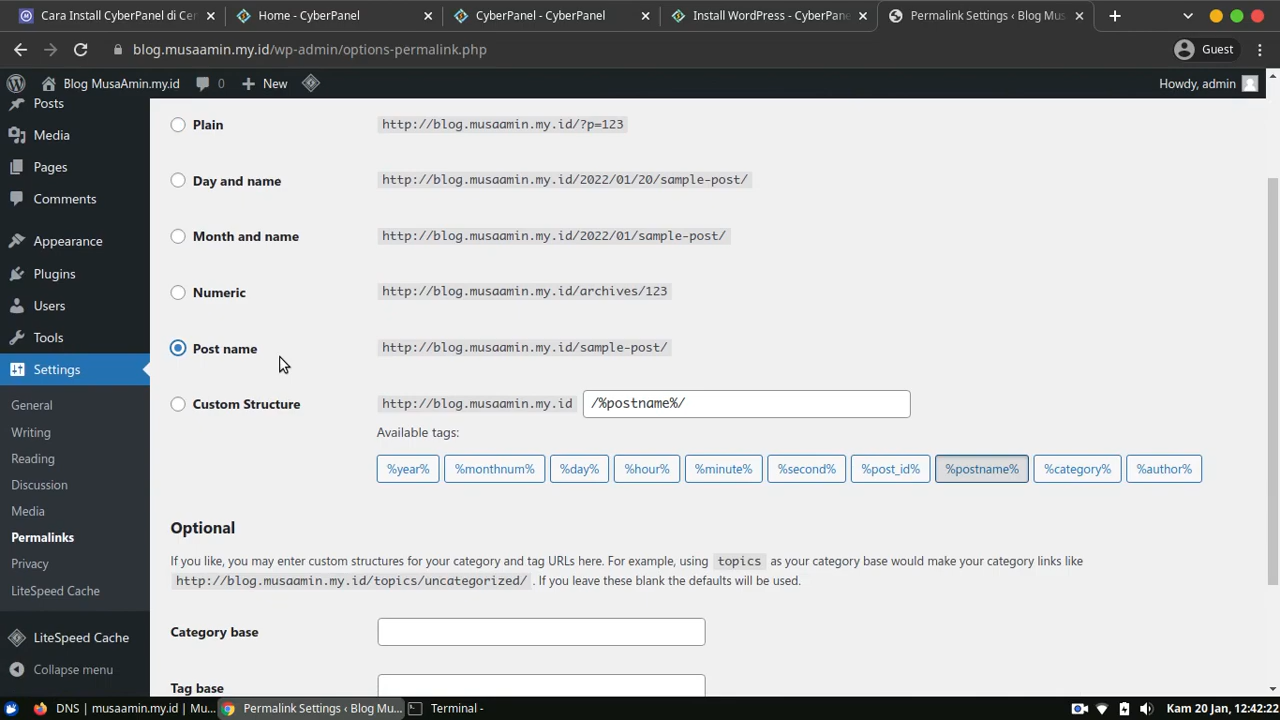 Cara Install CyberPanel di Cer
Home - CyberPanel
CyberPanel - CyberPanel
Install WordPress - CyberPane
Permalink Settings ‹ Blog Mus
blog.musaamin.my.id/wp-admin/options-permalink.php
Guest
Blog MusaAmin.my.id
0
New
Howdy, admin
Posts
Media
Pages
Comments
Appearance
Plugins
Users
Tools
Settings
General
Writing
Reading
Discussion
Media
Permalinks
Privacy
LiteSpeed Cache
LiteSpeed Cache
Collapse menu
Plain
http://blog.musaamin.my.id/?p=123
Day and name
http://blog.musaamin.my.id/2022/01/20/sample-post/
Month and name
http://blog.musaamin.my.id/2022/01/sample-post/
Numeric
http://blog.musaamin.my.id/archives/123
Post name
http://blog.musaamin.my.id/sample-post/
Custom Structure
http://blog.musaamin.my.id
/%postname%/
Available tags:
%year%
%monthnum%
%day%
%hour%
%minute%
%second%
%post_id%
%postname%
%category%
%author%
Optional
If you like, you may enter custom structures for your category and tag URLs here. For example, using topics as your category base would make your category links like
http://blog.musaamin.my.id/topics/uncategorized/ . If you leave these blank the defaults will be used.
Category base
Tag base
DNS | musaamin.my.id | Mu...
Permalink Settings ‹ Blog Mu...
Terminal -
Kam 20 Jan, 12:42:22